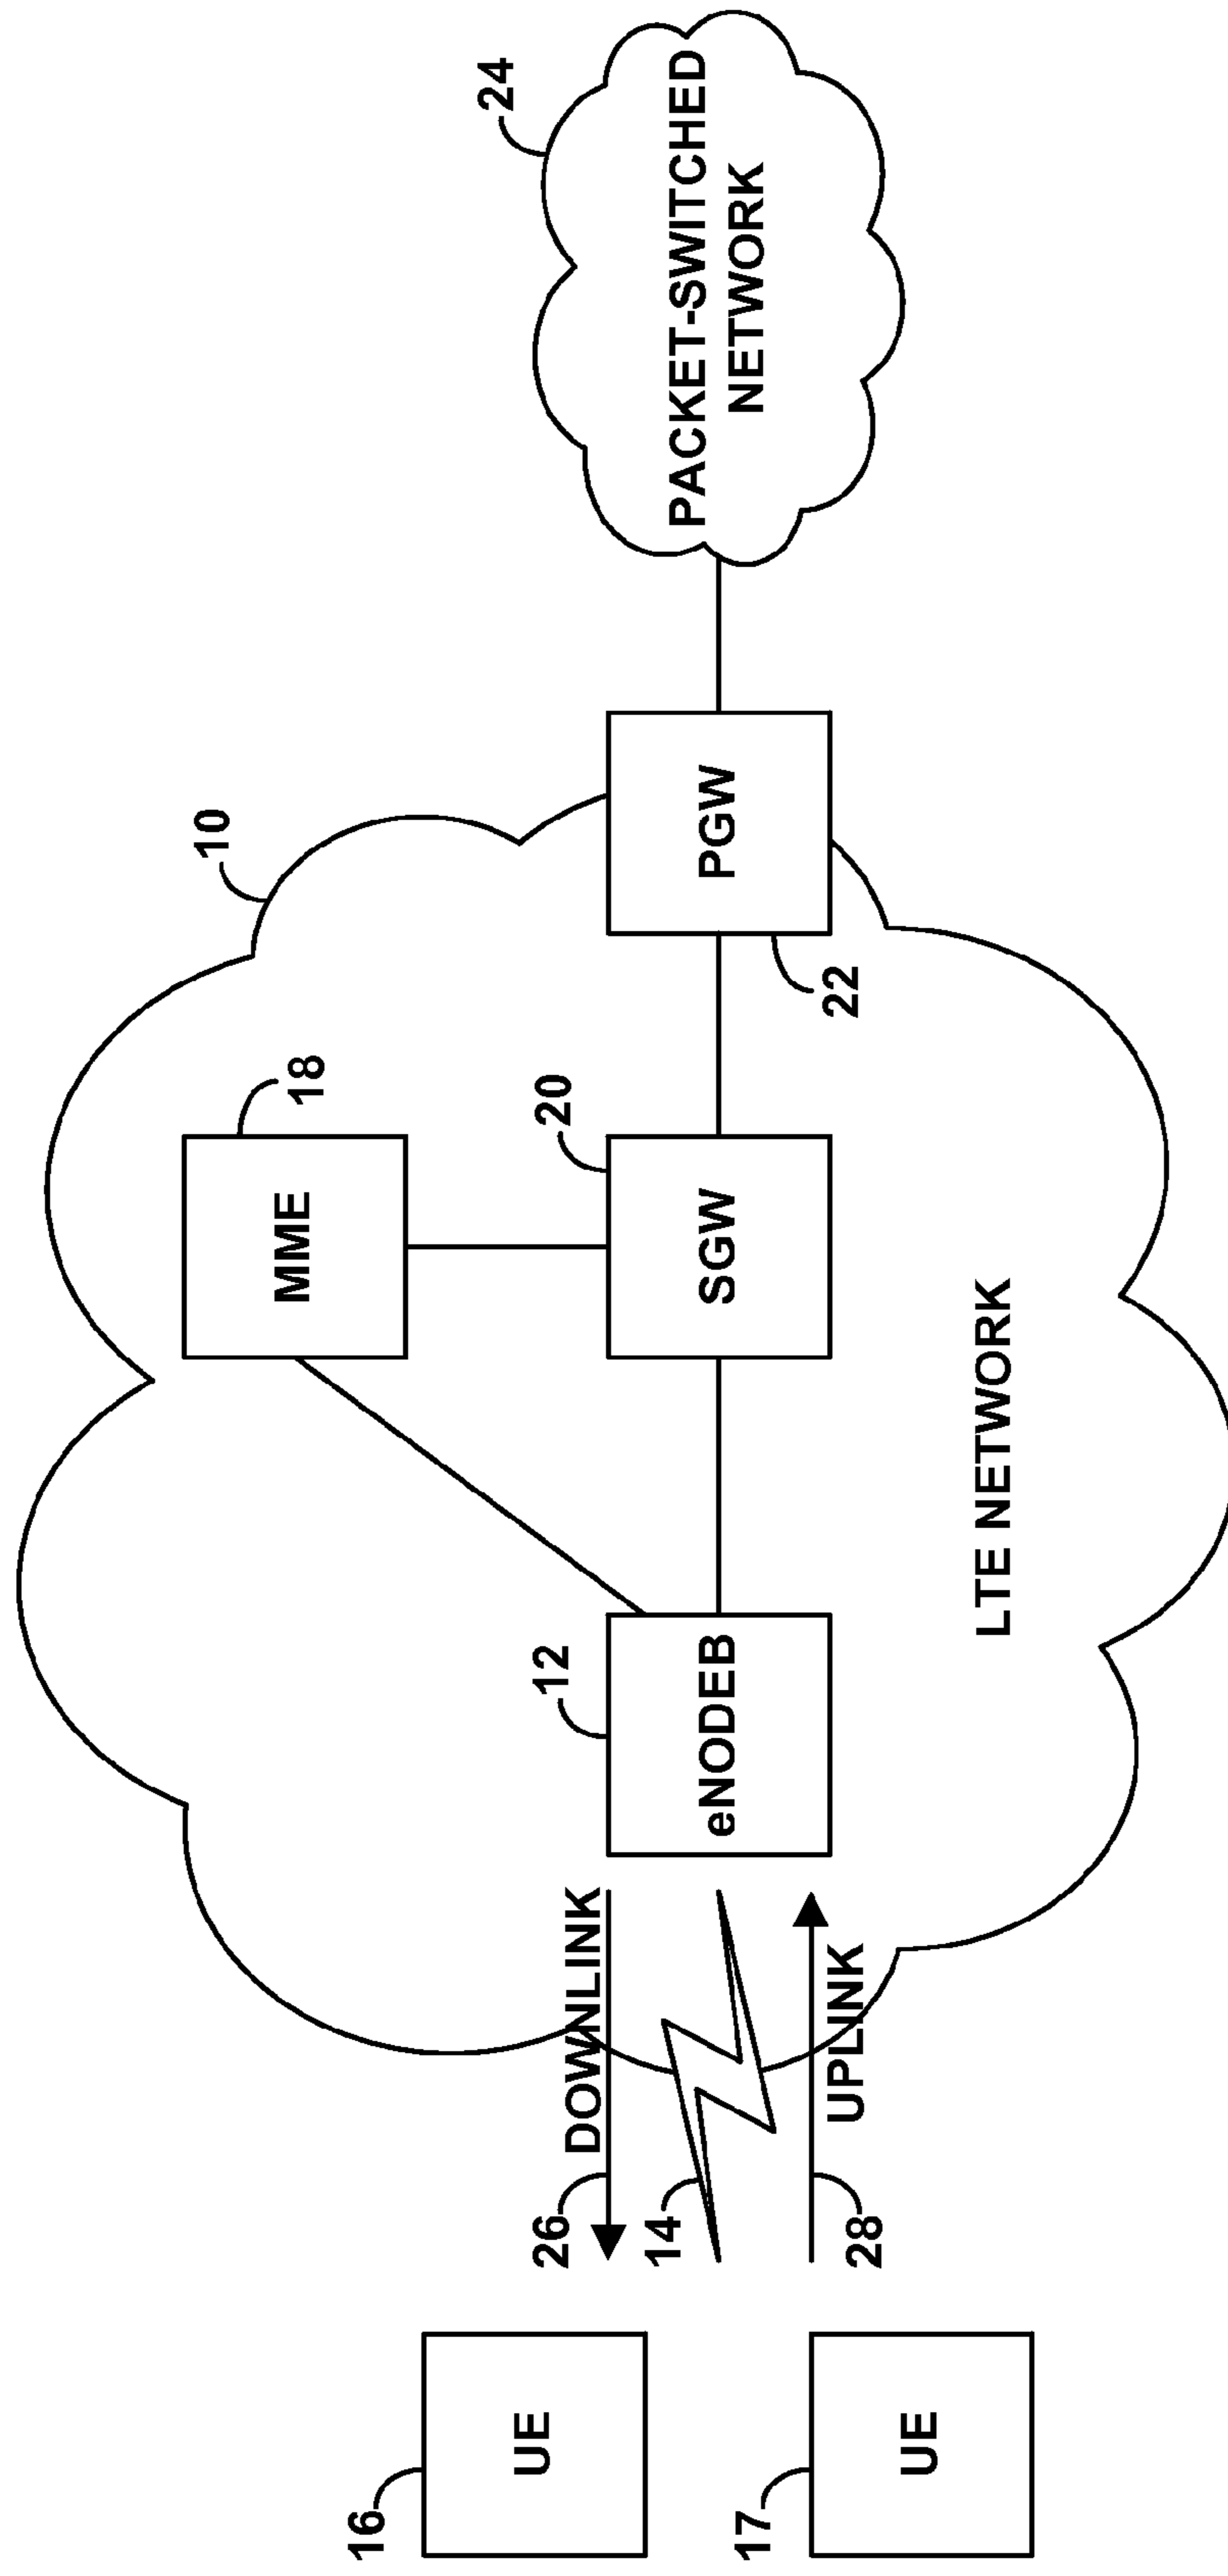 10
24
MME
18
12
20
DOWNLINK
26
16
UE
14
eNODEB
SGW
PGW
PACKET-SWITCHED
NETWORK
22
17
UE
28
UPLINK
LTE NETWORK